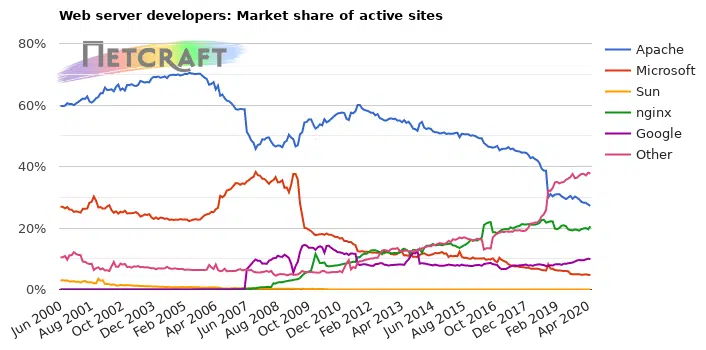 Web server developers: Market share of active sites
NETCRAFT
80%
60%
40%
20%
0%
Jun 2000
Aug 2001
Oct 2002
Dec 2003
Feb 2005
Apr 2006
Jun 2007
Aug 2008
Oct 2009
Dec 2010
Feb 2012
Apr 2013
Jun 2014
Aug 2015
Oct 2016
Dec 2017
Feb 2019
Apr 2020
Apache
Microsoft
Sun
nginx
Google
Other